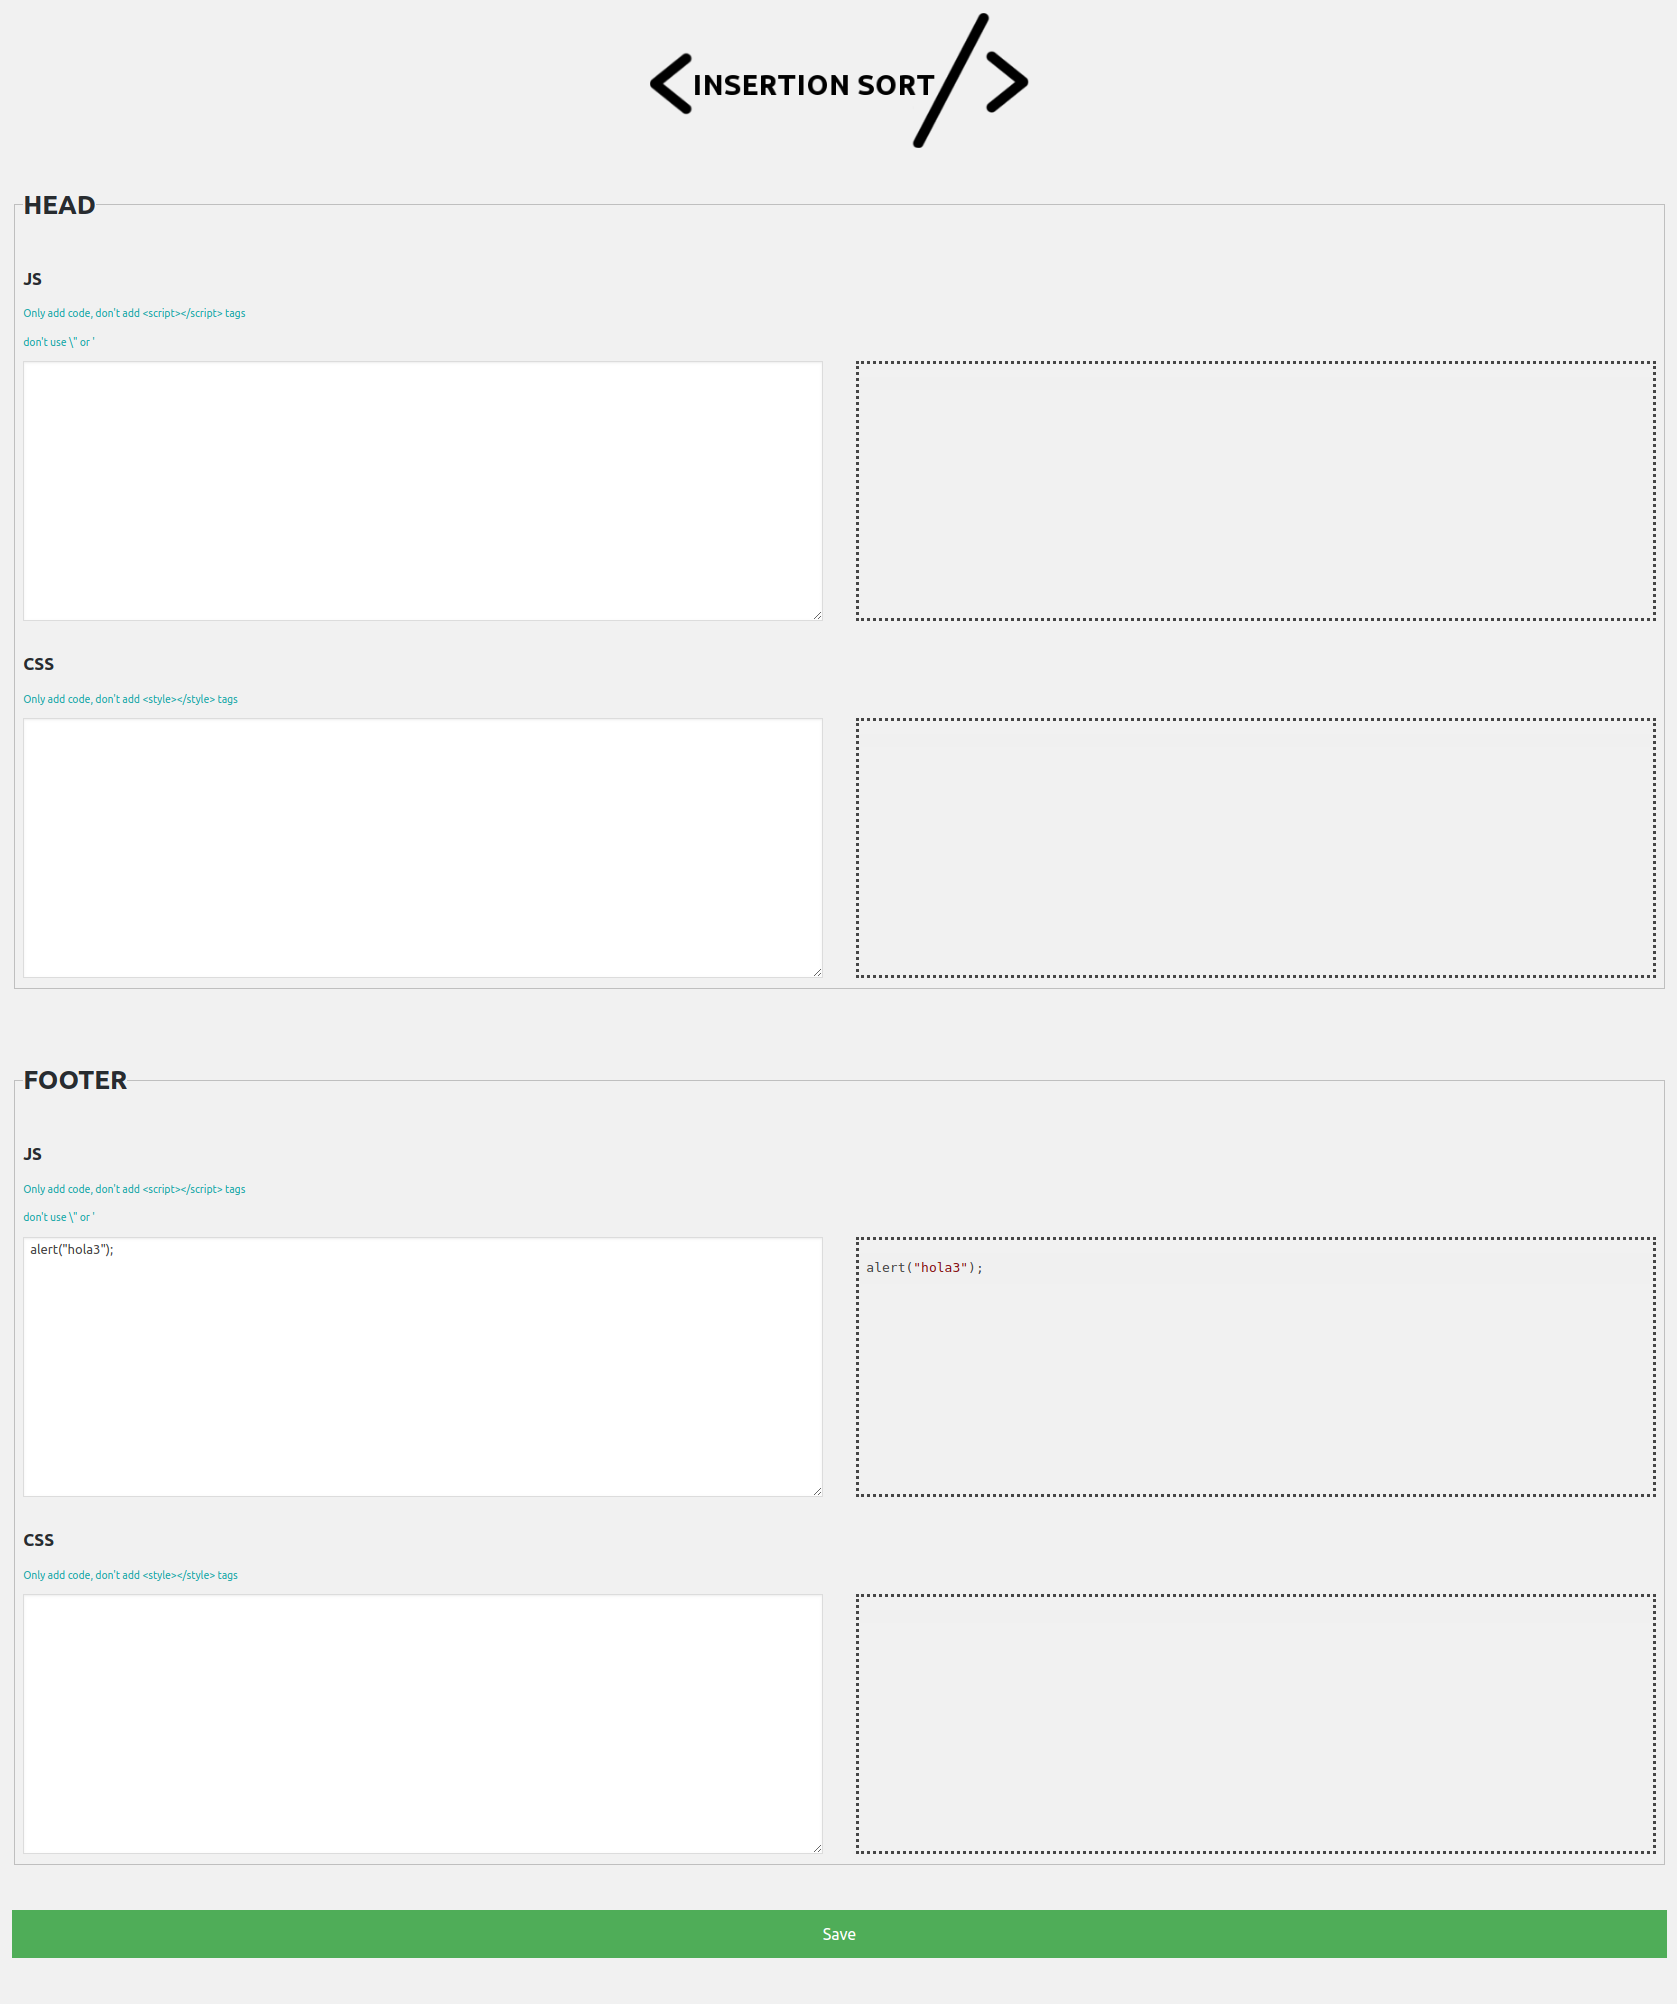 INSERTION SORT
HEAD
JS
Only add code, don't add <script></script> tags
don't use \" or '
CSS
Only add code, don't add <style></style> tags
FOOTER
JS
Only add code, don't add <script></script> tags
don't use \" or '
alert("hola3");
alert("hola3");
CSS
Only add code, don't add <style></style> tags
Save